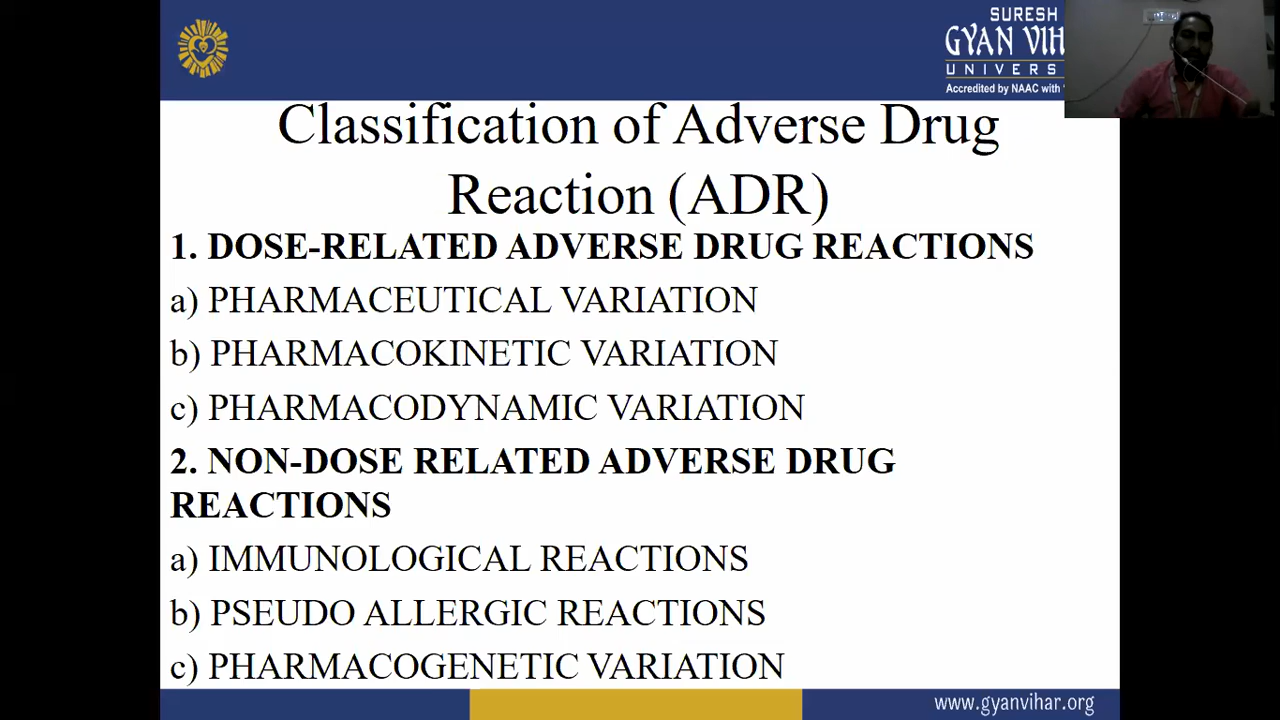 SURESH
GYAN VIH
UNIVERS
Accredited by NAAC with
Classification of Adverse Drug
Reaction (ADR)
1. DOSE-RELATED ADVERSE DRUG REACTIONS
a) PHARMACEUTICAL VARIATION
b) PHARMACOKINETIC VARIATION
c) PHARMACODYNAMIC VARIATION
2. NON-DOSE RELATED ADVERSE DRUG
REACTIONS
a) IMMUNOLOGICAL REACTIONS
b) PSEUDO ALLERGIC REACTIONS
c) PHARMACOGENETIC VARIATION
www.gyanvihar.org